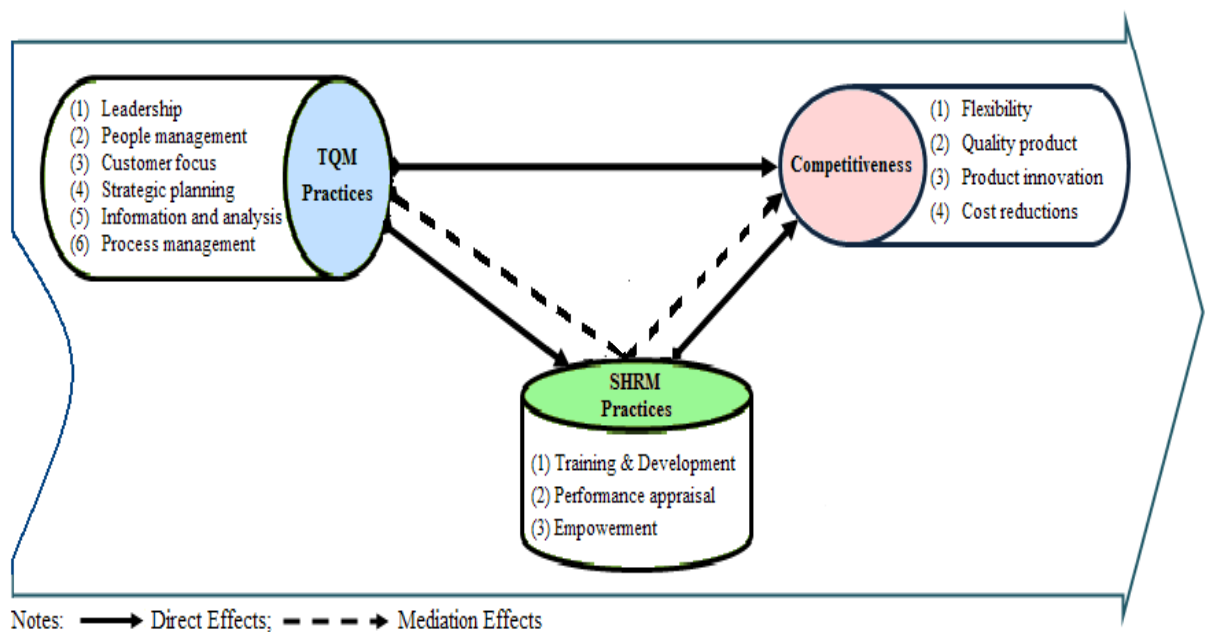 (1) Leadership
(2) People management
(3) Customer focus
(4) Strategic planning
(5) Information and analysis
(6) Process management
TQM
Practices
Competitiveness
(1) Flexibility
(2) Quality product
(3) Product innovation
(4) Cost reductions
SHRM
Practices
(1) Training & Development
(2) Performance appraisal
(3) Empowerment
Notes: Direct Effects; Mediation Effects